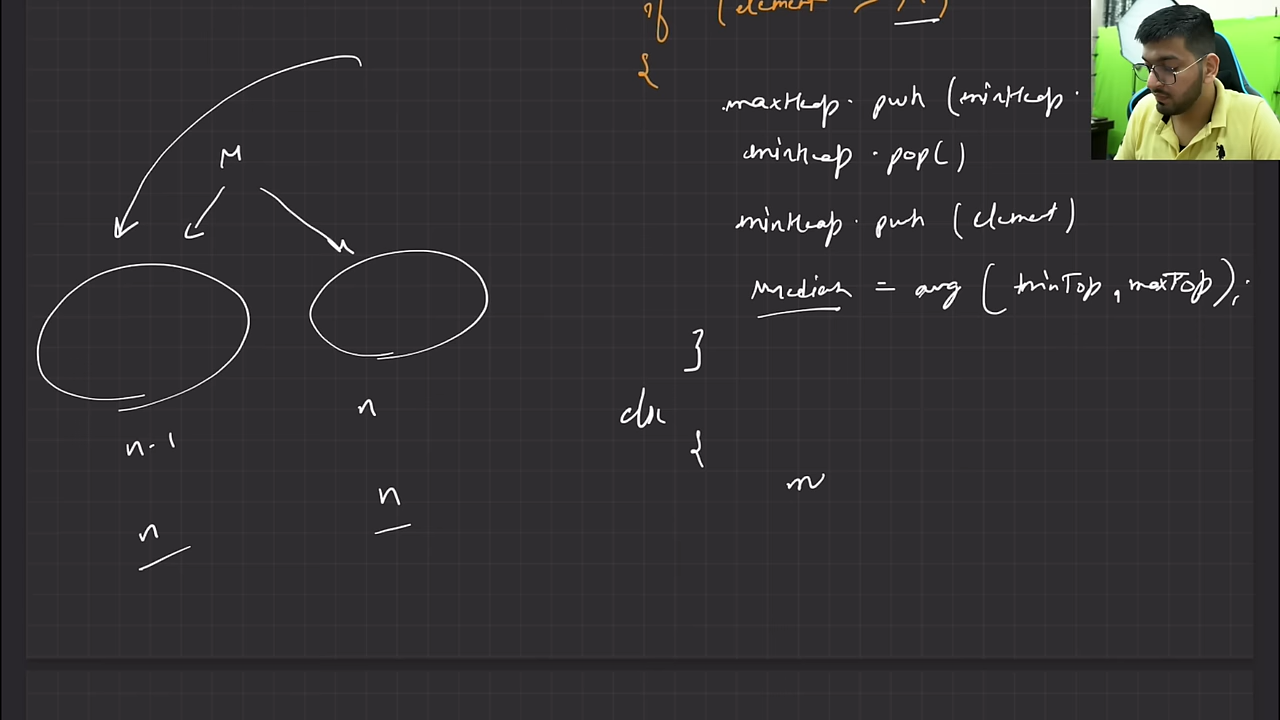 if (element > M)
{
maxHeap. push (minHeap.
minHeap. pop()
M
minHeap. push (element)
Median = avg (minTop, maxTop);
}
n
else
n-1
{
m
n
n